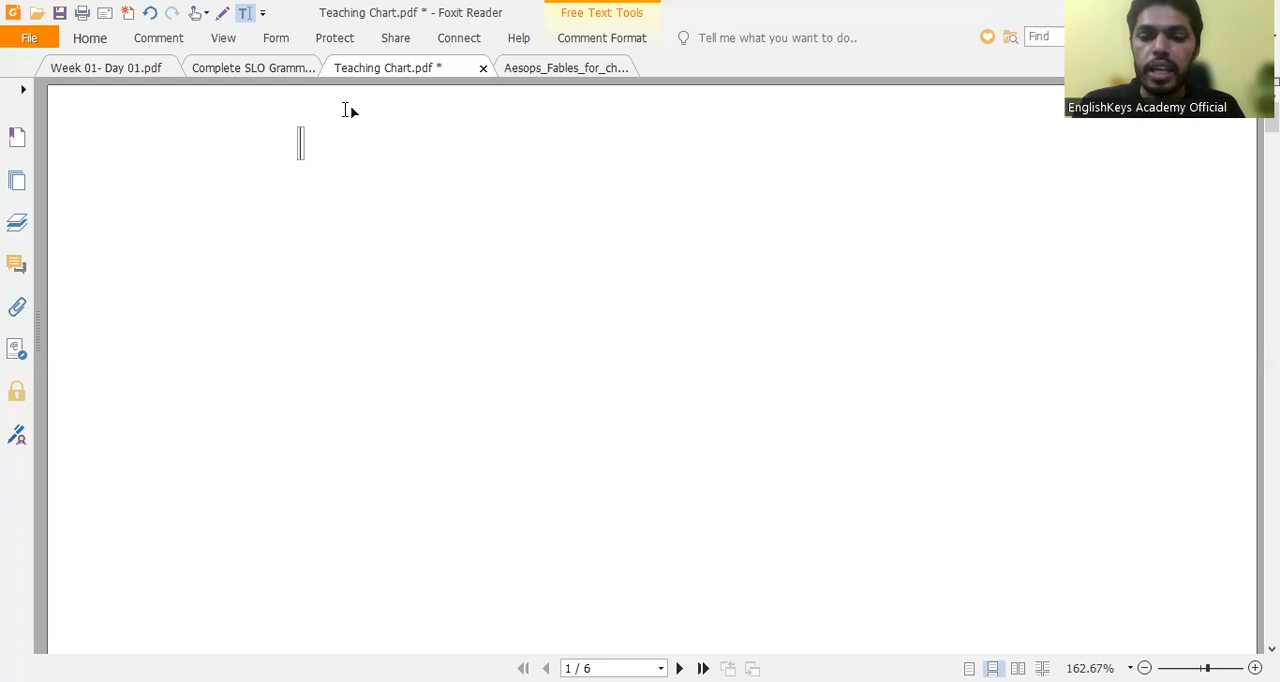 Teaching Chart.pdf * - Foxit Reader
Free Text Tools
File
Home
Comment
View
Form
Protect
Share
Connect
Help
Comment Format
Tell me what you want to do..
Find
Week 01- Day 01.pdf
Complete SLO Gramm...
Teaching Chart.pdf *
Aesops_Fables_for_ch...
EnglishKeys Academy Official
1 / 6
162.67%